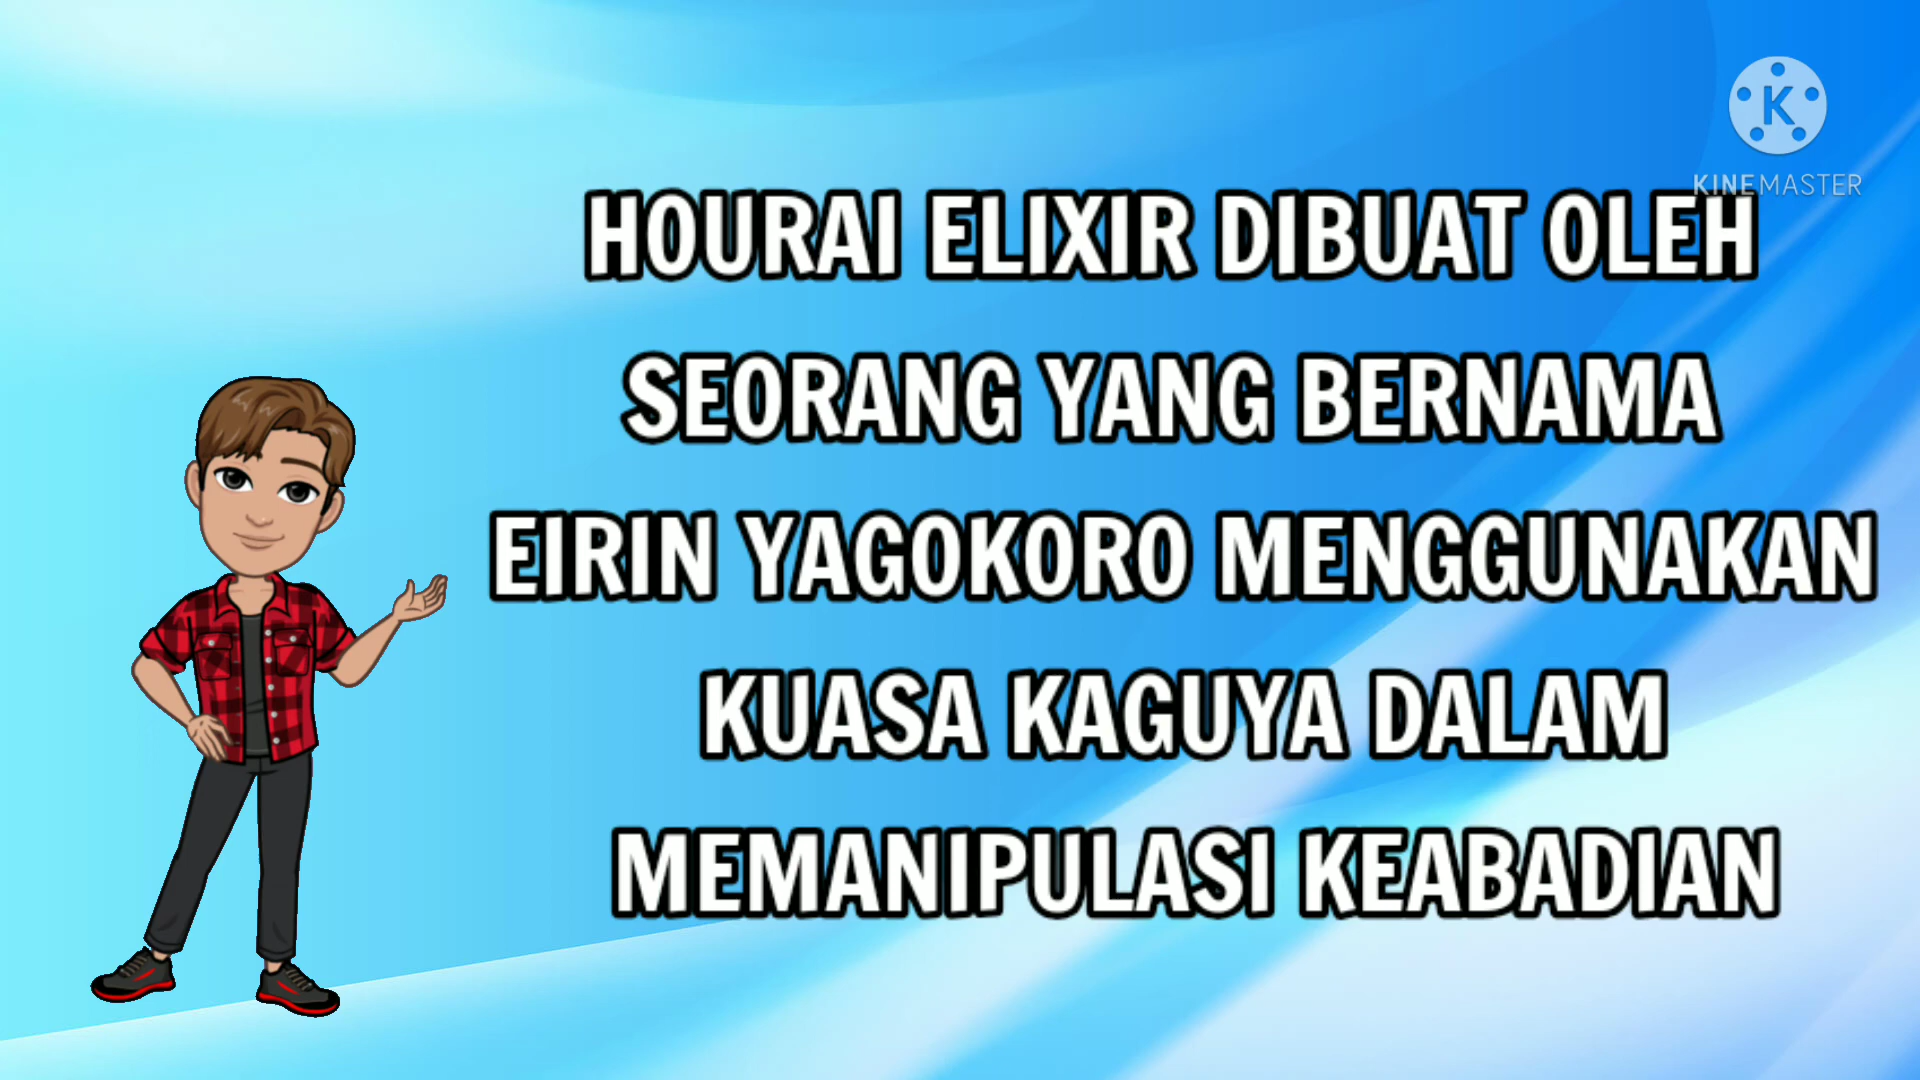 K
KINEMASTER
HOURAI ELIXIR DIBUAT OLEH
SEORANG YANG BERNAMA
EIRIN YAGOKORO MENGGUNAKAN
KUASA KAGUYA DALAM
MEMANIPULASI KEABADIAN